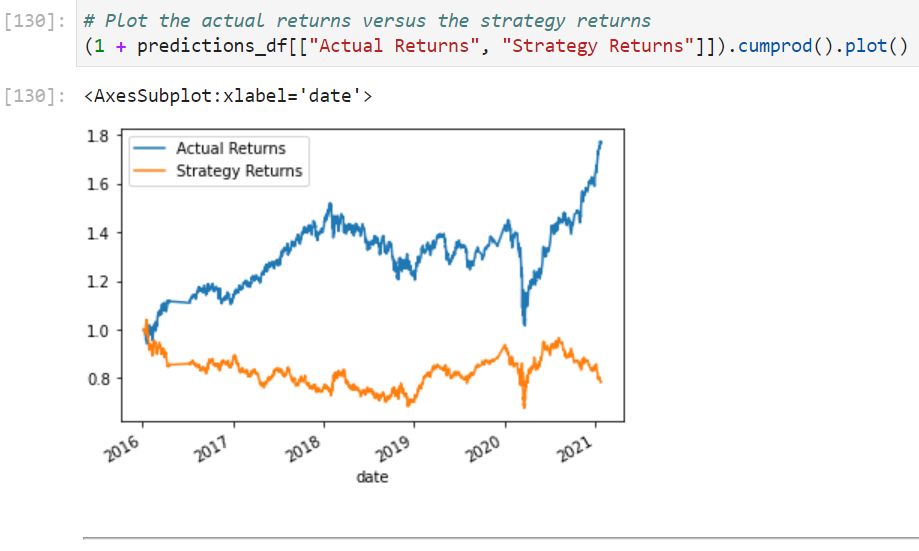 [130]: # Plot the actual returns versus the strategy returns
(1 + predictions_df[["Actual Returns", "Strategy Returns"]]).cumprod().plot()
[130]: <AxesSubplot:xlabel='date'>
Actual Returns
Strategy Returns
1.8
1.6
1.4
1.2
1.0
0.8
2016 2017 2018 2019 2020 2021
date